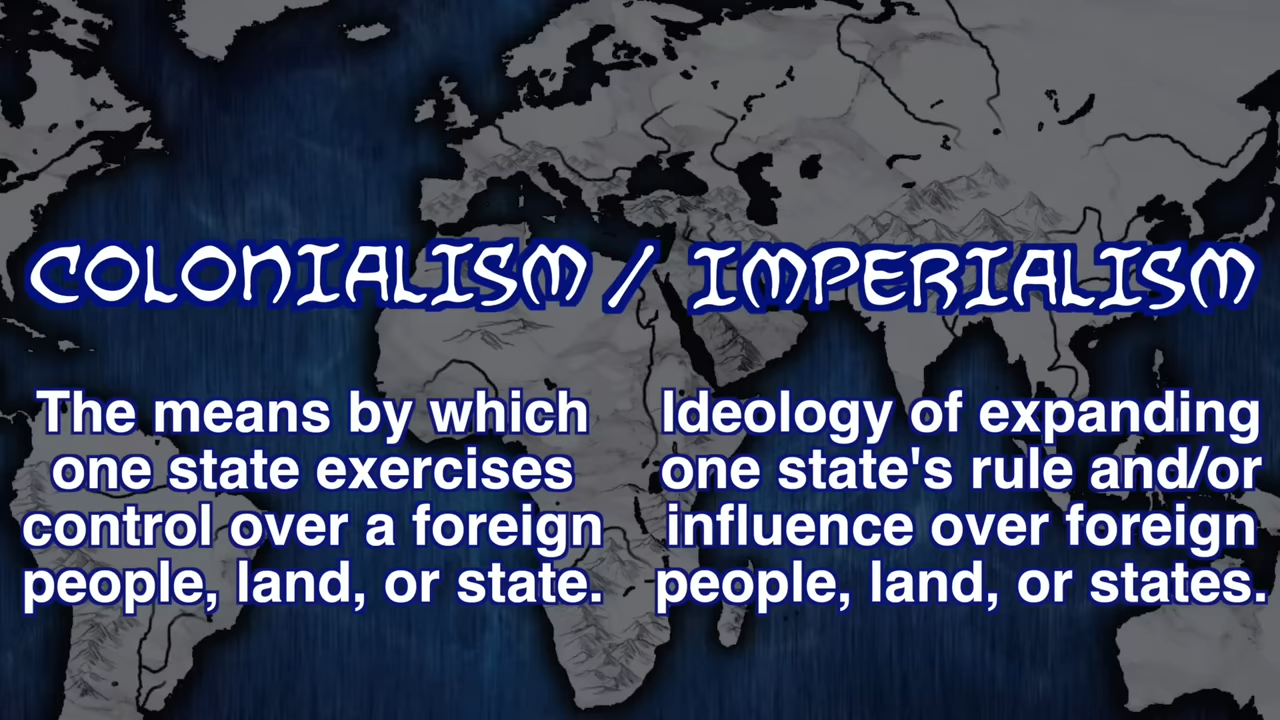 COLONIALISM / IMPERIALISM
The means by which
one state exercises
control over a foreign
people, land, or state.
Ideology of expanding
one state's rule and/or
influence over foreign
people, land, or states.